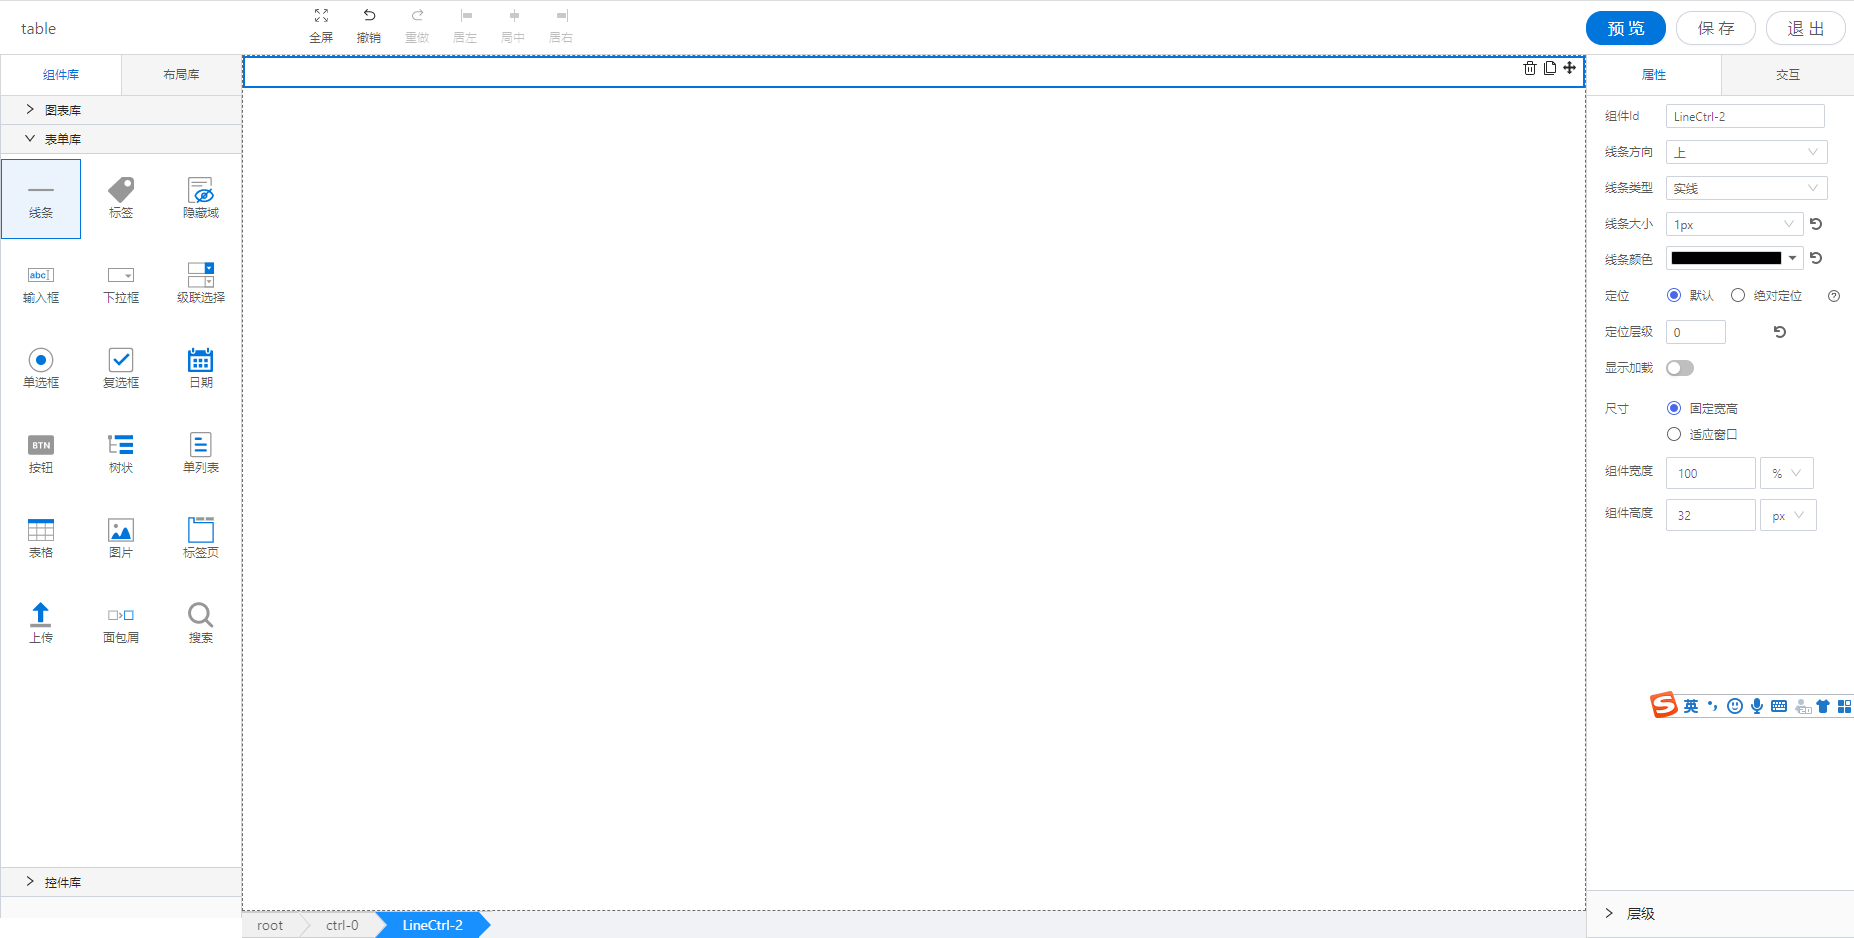 table
全屏 撤销 重做 居左 局中 居右
预 览 保 存 退 出
组件库 布局库
图表库
表单库
线条 标签 隐藏域
abc
输入框 下拉框 级联选择
单选框 复选框 日期
BTN
按钮 树状 单列表
表格 图片 标签页
上传 面包屑 搜索
控件库
root ctrl-0 LineCtrl-2
属性 交互
组件Id LineCtrl-2
线条方向 上
线条类型 实线
线条大小 1px
线条颜色
定位 默认 绝对定位
定位层级 0
显示加载
尺寸 固定宽高
适应窗口
组件宽度 100 %
组件高度 32 px
S 英
层级